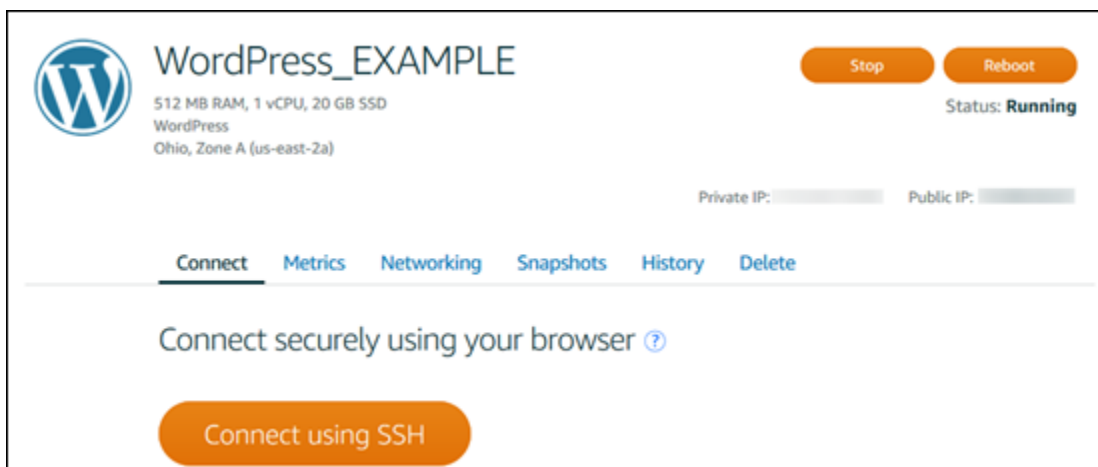 WordPress_EXAMPLE
512 MB RAM, 1 vCPU, 20 GB SSD
WordPress
Ohio, Zone A (us-east-2a)
Stop Reboot
Status: Running
Private IP: Public IP:
Connect Metrics Networking Snapshots History Delete
Connect securely using your browser ?
Connect using SSH